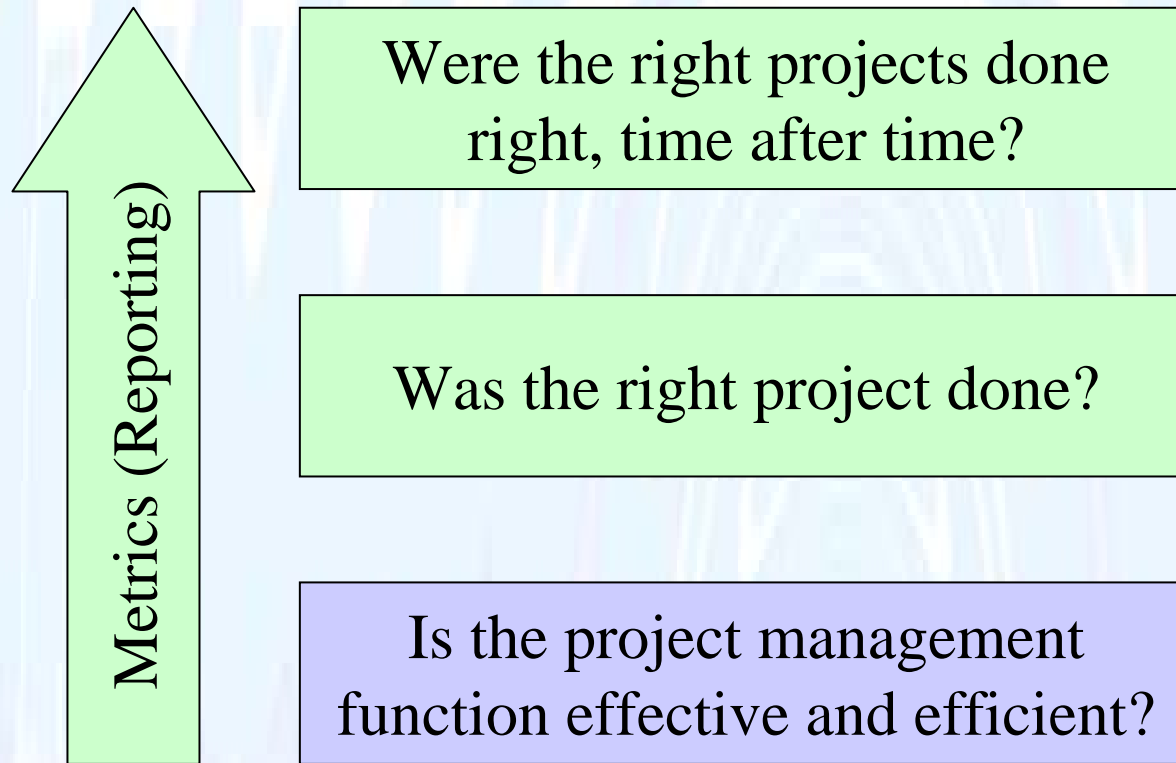 Metrics (Reporting)
Were the right projects done
right, time after time?
Was the right project done?
Is the project management
function effective and efficient?